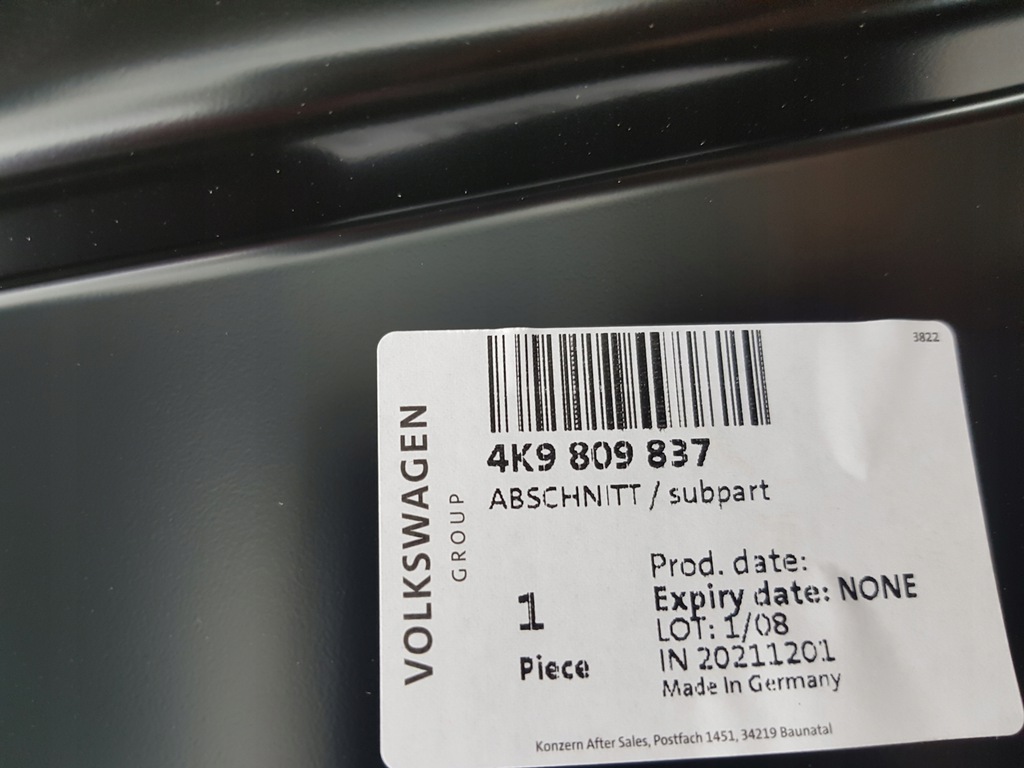 3822
VOLKSWAGEN
GROUP
4K9 809 837
ABSCHNITT / subpart
1
Piece
Prod. date:
Expiry date: NONE
LOT: 1/08
IN 20211201
Made In Germany
Konzern After Sales, Postfach 1451, 34219 Baunatal